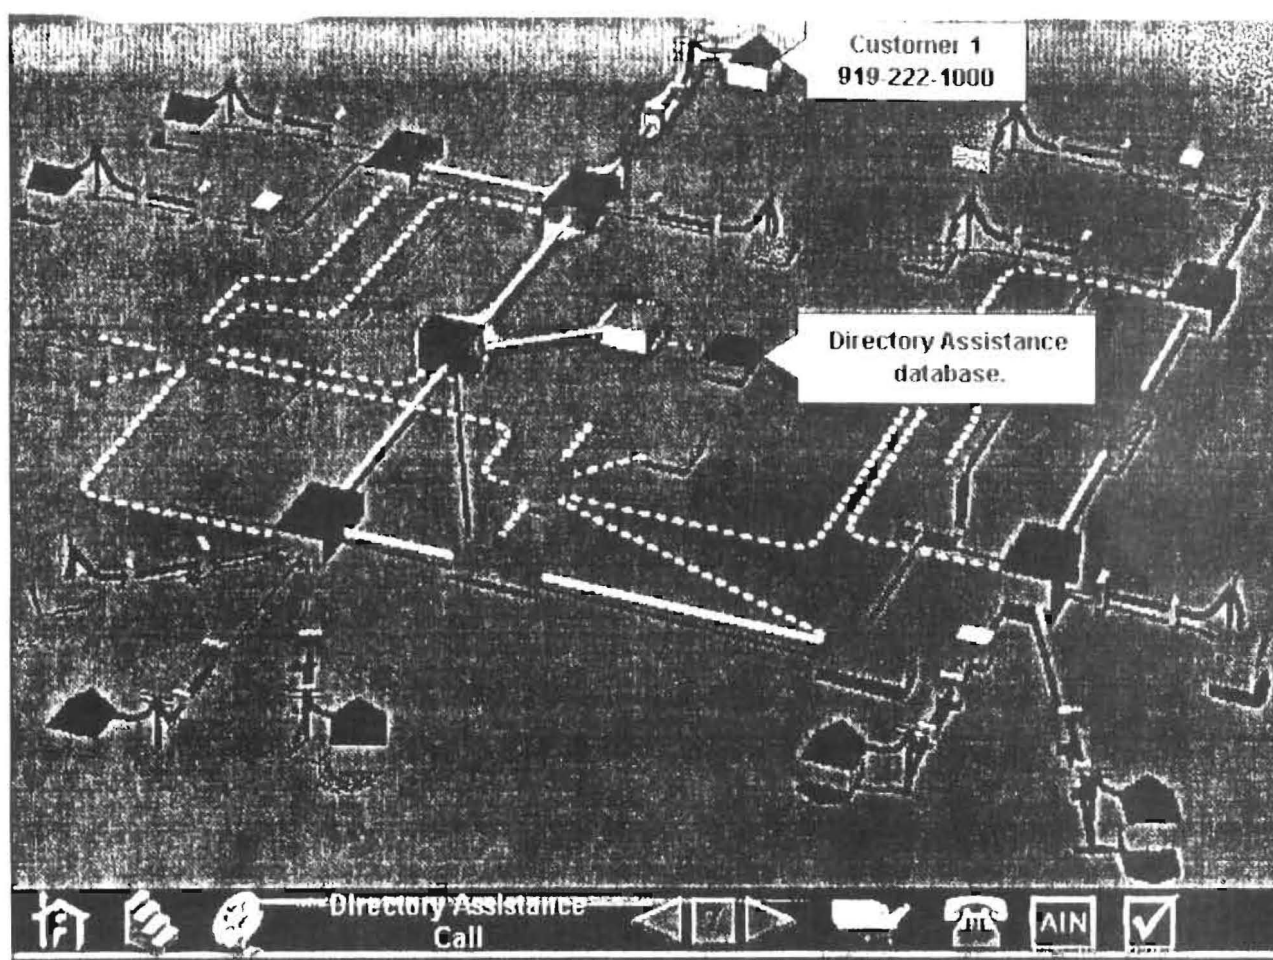 Customer 1
919-222-1000
Directory Assistance
database.
Directory Assistance
Call
AIN